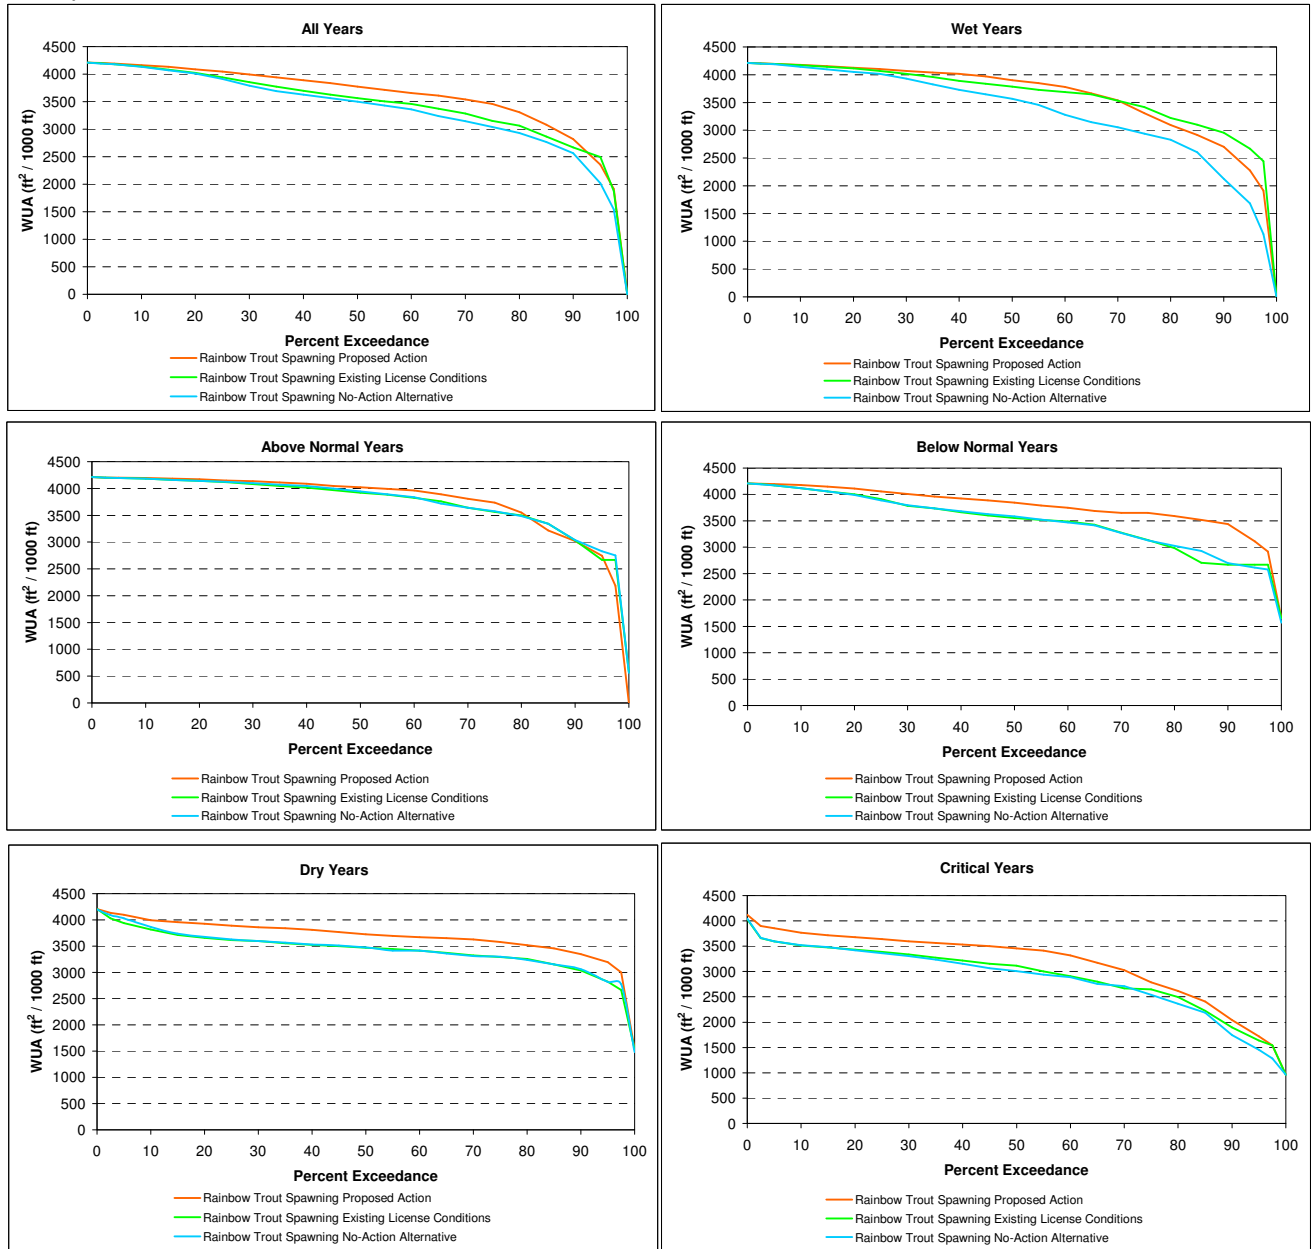 All Years
WUA (ft² / 1000 ft)
4500
4000
3500
3000
2500
2000
1500
1000
500
0
0 10 20 30 40 50 60 70 80 90 100
Percent Exceedance
Rainbow Trout Spawning Proposed Action
Rainbow Trout Spawning Existing License Conditions
Rainbow Trout Spawning No-Action Alternative
Wet Years
WUA (ft² / 1000 ft)
4500
4000
3500
3000
2500
2000
1500
1000
500
0
0 10 20 30 40 50 60 70 80 90 100
Percent Exceedance
Rainbow Trout Spawning Proposed Action
Rainbow Trout Spawning Existing License Conditions
Rainbow Trout Spawning No-Action Alternative
Above Normal Years
WUA (ft² / 1000 ft)
4500
4000
3500
3000
2500
2000
1500
1000
500
0
0 10 20 30 40 50 60 70 80 90 100
Percent Exceedance
Rainbow Trout Spawning Proposed Action
Rainbow Trout Spawning Existing License Conditions
Rainbow Trout Spawning No-Action Alternative
Below Normal Years
WUA (ft² / 1000 ft)
4500
4000
3500
3000
2500
2000
1500
1000
500
0
0 10 20 30 40 50 60 70 80 90 100
Percent Exceedance
Rainbow Trout Spawning Proposed Action
Rainbow Trout Spawning Existing License Conditions
Rainbow Trout Spawning No-Action Alternative
Dry Years
WUA (ft² / 1000 ft)
4500
4000
3500
3000
2500
2000
1500
1000
500
0
0 10 20 30 40 50 60 70 80 90 100
Percent Exceedance
Rainbow Trout Spawning Proposed Action
Rainbow Trout Spawning Existing License Conditions
Rainbow Trout Spawning No-Action Alternative
Critical Years
WUA (ft² / 1000 ft)
4500
4000
3500
3000
2500
2000
1500
1000
500
0
0 10 20 30 40 50 60 70 80 90 100
Percent Exceedance
Rainbow Trout Spawning Proposed Action
Rainbow Trout Spawning Existing License Conditions
Rainbow Trout Spawning No-Action Alternative